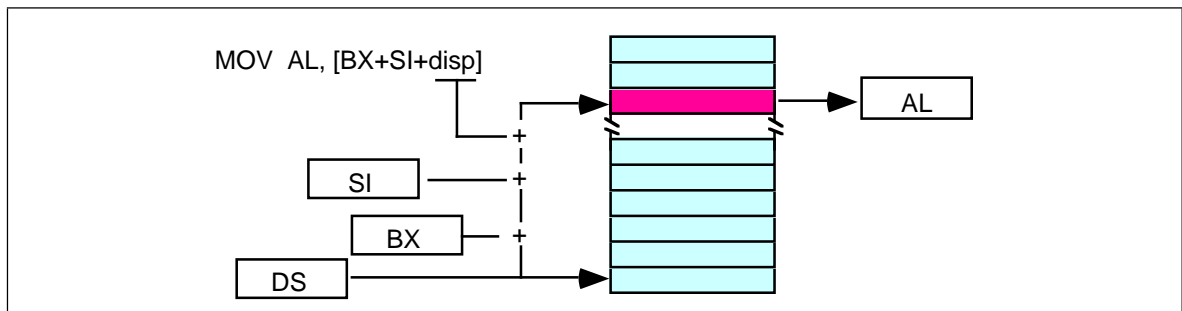 MOV AL, [BX+SI+disp]
AL
+
SI
+
BX
+
DS